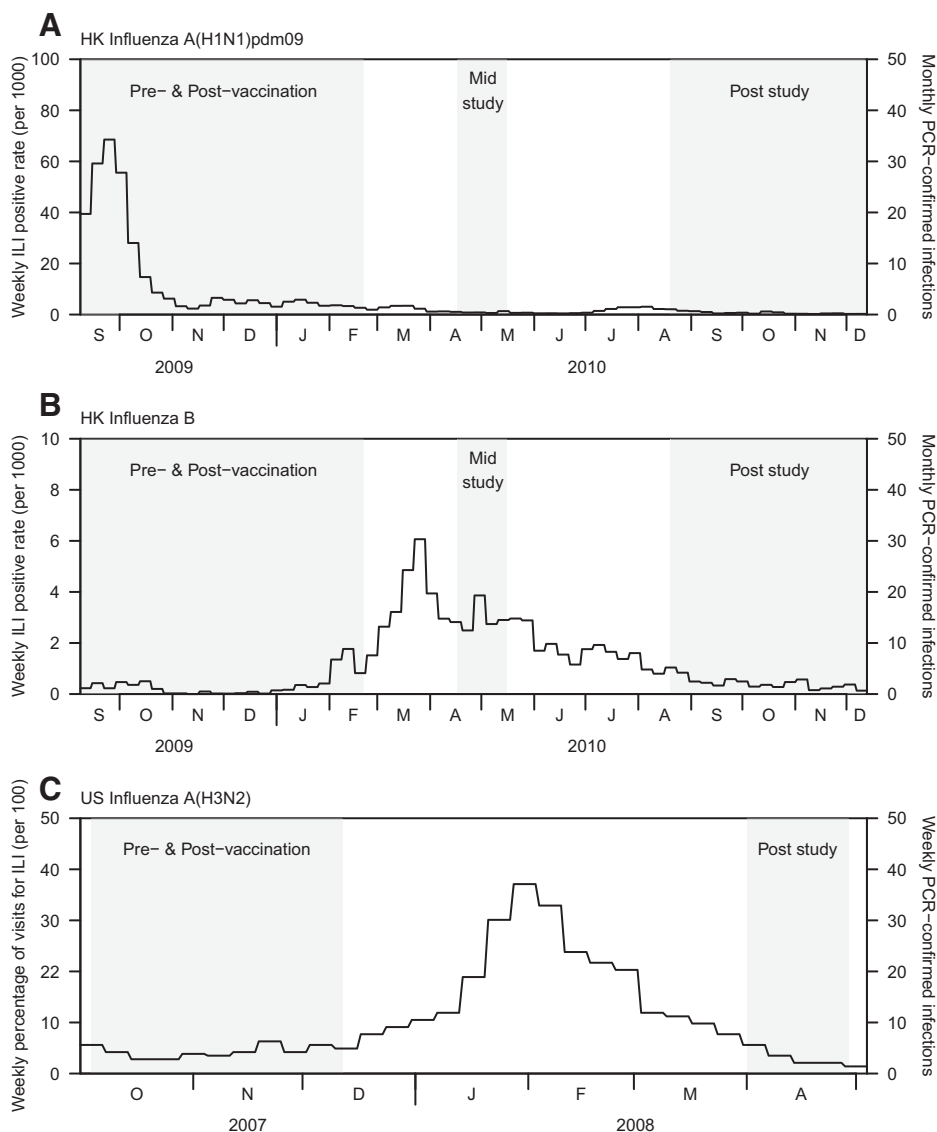 A
HK Influenza A(H1N1)pdm09
Weekly ILI positive rate (per 1000)
100
80
60
40
20
0
Pre− & Post−vaccination
Mid
study
Post study
50
40
30
20
10
0
Monthly PCR−confirmed infections
S O N D J F M A M J J A S O N D
2009 2010
B
HK Influenza B
Weekly ILI positive rate (per 1000)
10
8
6
4
2
0
Pre− & Post−vaccination
Mid
study
Post study
50
40
30
20
10
0
Monthly PCR−confirmed infections
S O N D J F M A M J J A S O N D
2009 2010
C
US Influenza A(H3N2)
Weekly percentage of visits for ILI (per 100)
50
40
30
22
10
0
Pre− & Post−vaccination
Post study
50
40
30
20
10
0
Weekly PCR−confirmed infections
O N D J F M A
2007 2008